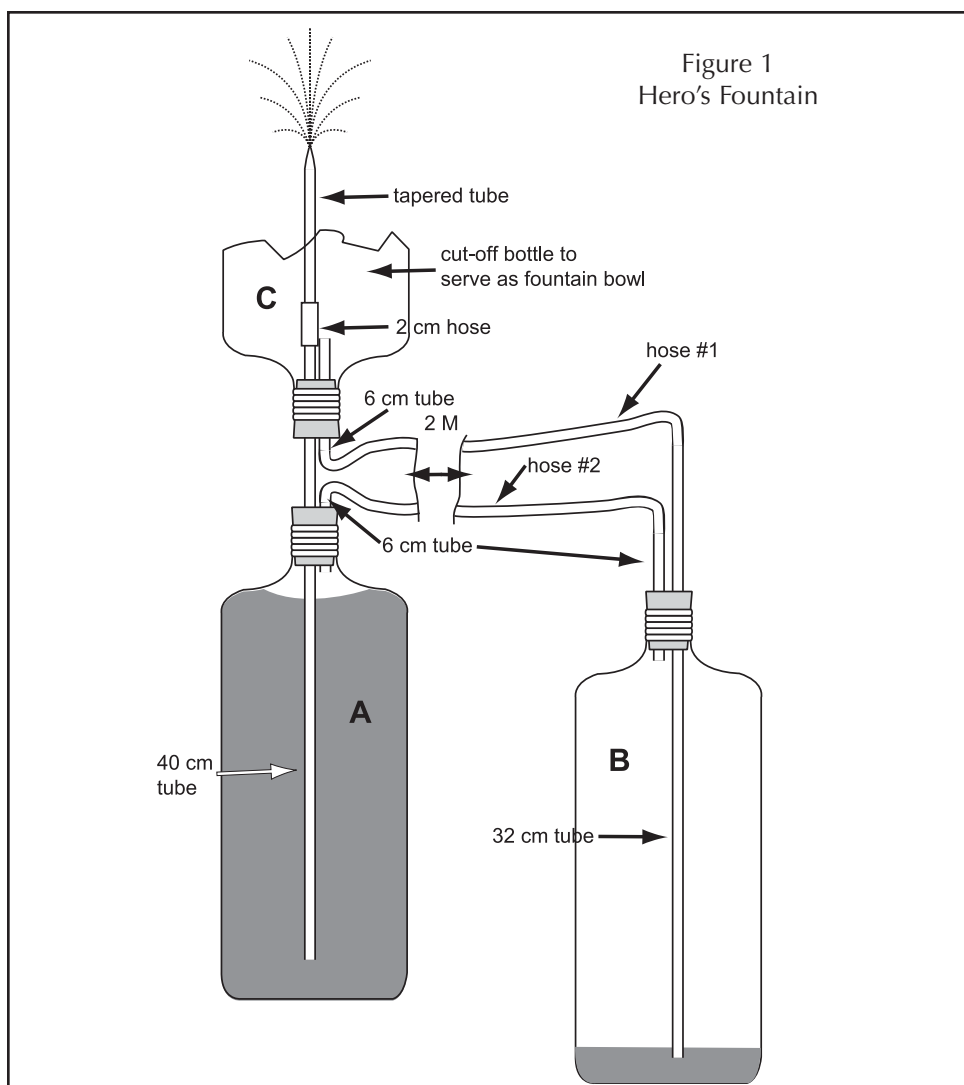 Figure 1
Hero's Fountain
tapered tube
cut-off bottle to
serve as fountain bowl
C
2 cm hose
hose #1
6 cm tube
2 M
hose #2
6 cm tube
A
B
40 cm
tube
32 cm tube